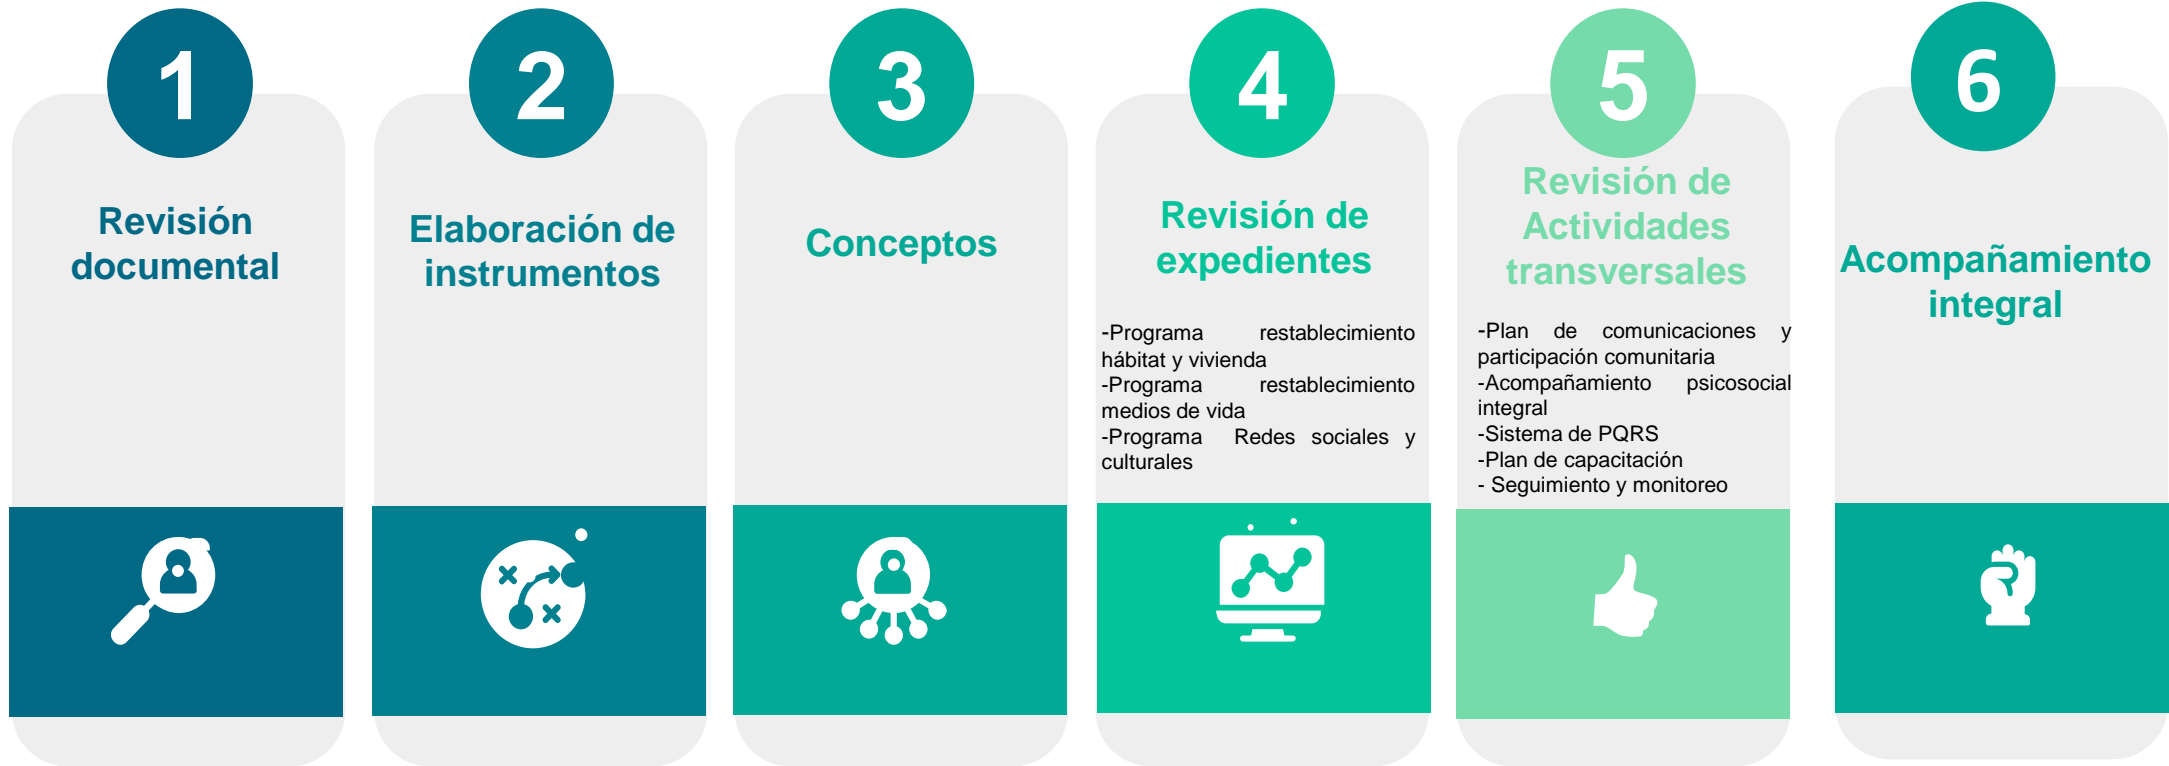 1
Revisión
documental
2
Elaboración de
instrumentos
3
Conceptos
4
Revisión de
expedientes
-Programa restablecimiento
hábitat y vivienda
-Programa restablecimiento
medios de vida
-Programa Redes sociales y
culturales
5
Revisión de
Actividades
transversales
-Plan de comunicaciones y
participación comunitaria
-Acompañamiento psicosocial
integral
-Sistema de PQRS
-Plan de capacitación
- Seguimiento y monitoreo
6
Acompañamiento
integral